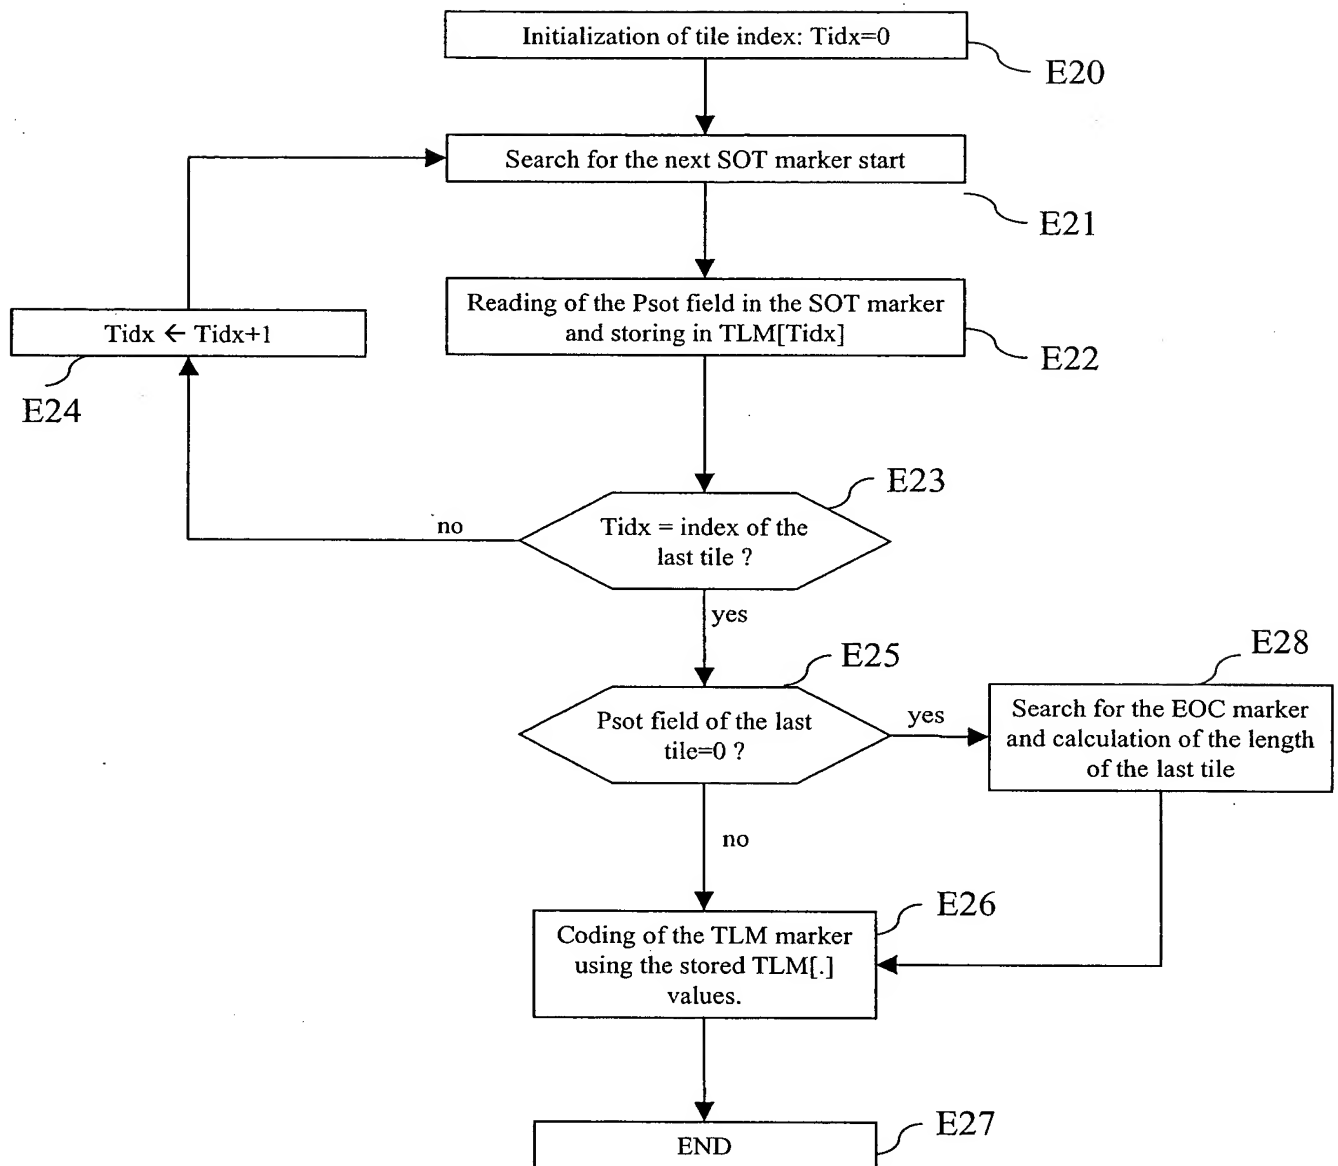 Initialization of tile index: Tidx=0
E20
Search for the next SOT marker start
E21
Reading of the Psot field in the SOT marker
and storing in TLM[Tidx]
E22
Tidx ← Tidx+1
E24
E23
Tidx = index of the
last tile ?
no
yes
E25
Psot field of the last
tile=0 ?
yes
E28
Search for the EOC marker
and calculation of the length
of the last tile
no
E26
Coding of the TLM marker
using the stored TLM[.]
values.
END
E27